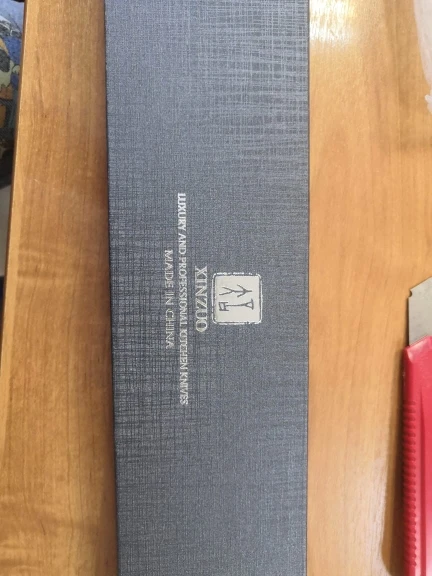 XINZUO
LUXURY AND PROFESSIONAL KITCHEN KNIVES
MADE IN CHINA